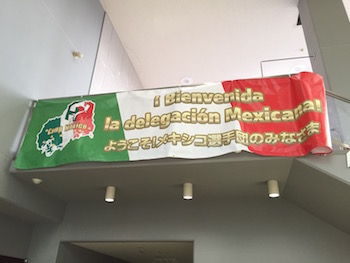 ¡ Bienvenida
la delegación Mexicana!
ようこそ!メキシコ選手団のみなさま